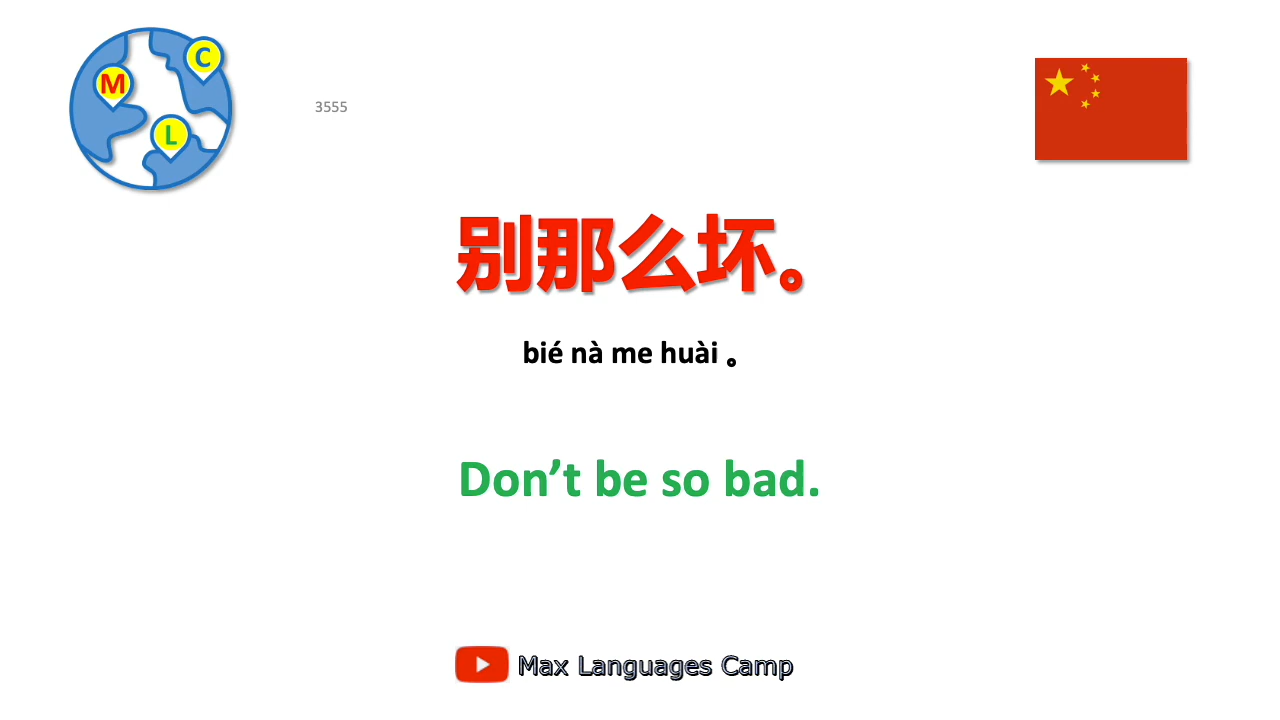 C
M
L
3555
别那么坏。
bié nà me huài 。
Don’t be so bad.
Max Languages Camp